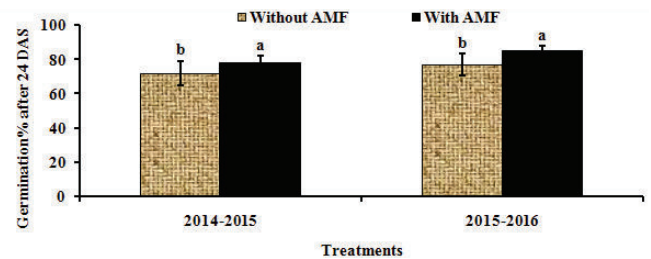 Without AMF With AMF
Germination% after 24 DAS
100
80
60
40
20
0
b a b a
2014-2015 2015-2016
Treatments